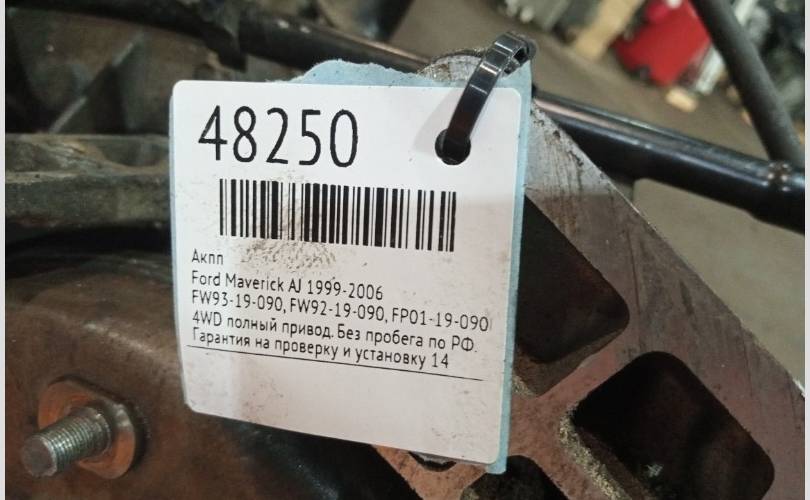 48250
Акпп
Ford Maverick AJ 1999-2006
FW93-19-090, FW92-19-090, FP01-19-090
4WD полный привод. Без пробега по РФ.
Гарантия на проверку и установку 14